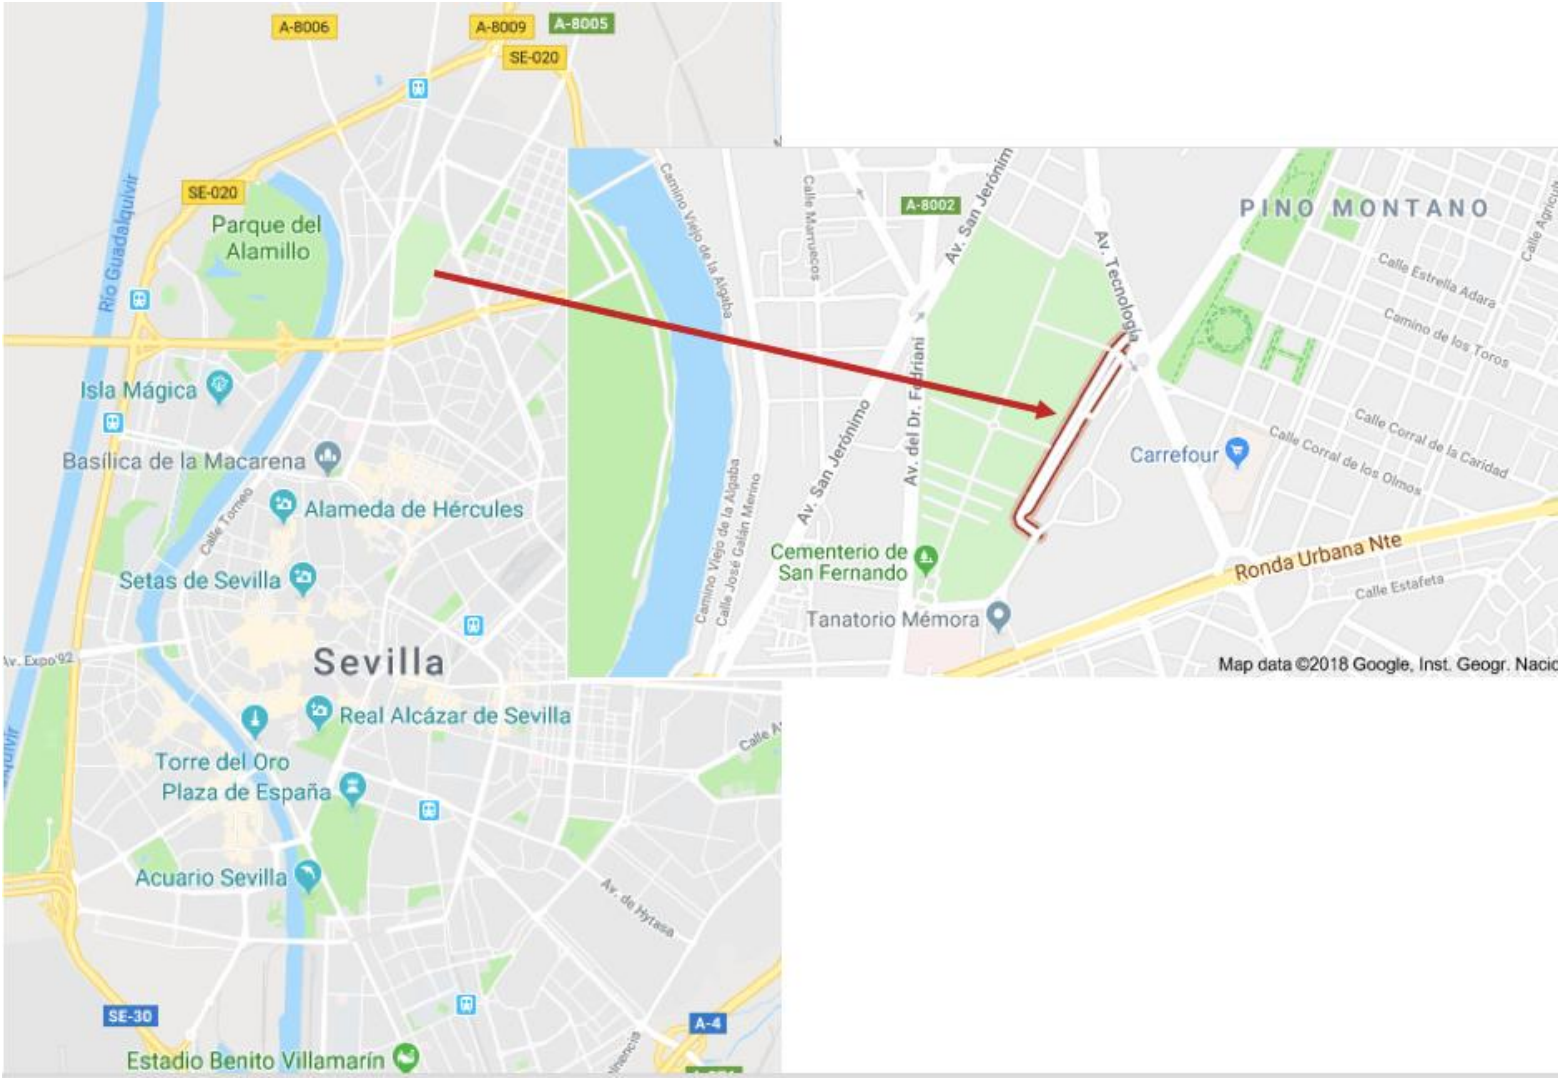 A-8006
A-8009
A-8005
SE-020
SE-020
Río Guadalquivir
Parque del
Alamillo
Isla Mágica
Basílica de la Macarena
Calle Torneo
Alameda de Hércules
Setas de Sevilla
Av. Expo'92
Sevilla
Real Alcázar de Sevilla
Torre del Oro
Plaza de España
Calle A
Acuario Sevilla
Av. de Hytasa
SE-30
A-4
Estadio Benito Villamarín
Camino Viejo de la Algaba
Calle Marruecos
A-8002
Av. San Jerónim
Av. Tecnología
PINO MONTANO
Calle Agricult
Calle Estrella Adara
Camino de los Toros
Av. del Dr. Fedriani
Av. San Jerónimo
Carrefour
Calle Corral de la Caridad
Calle Corral de los Olmos
Camino Viejo de la Algaba
Calle José Galán Merino
Cementerio de
San Fernando
Ronda Urbana Nte
Calle Estafeta
Tanatorio Mémora
Map data ©2018 Google, Inst. Geogr. Nacio